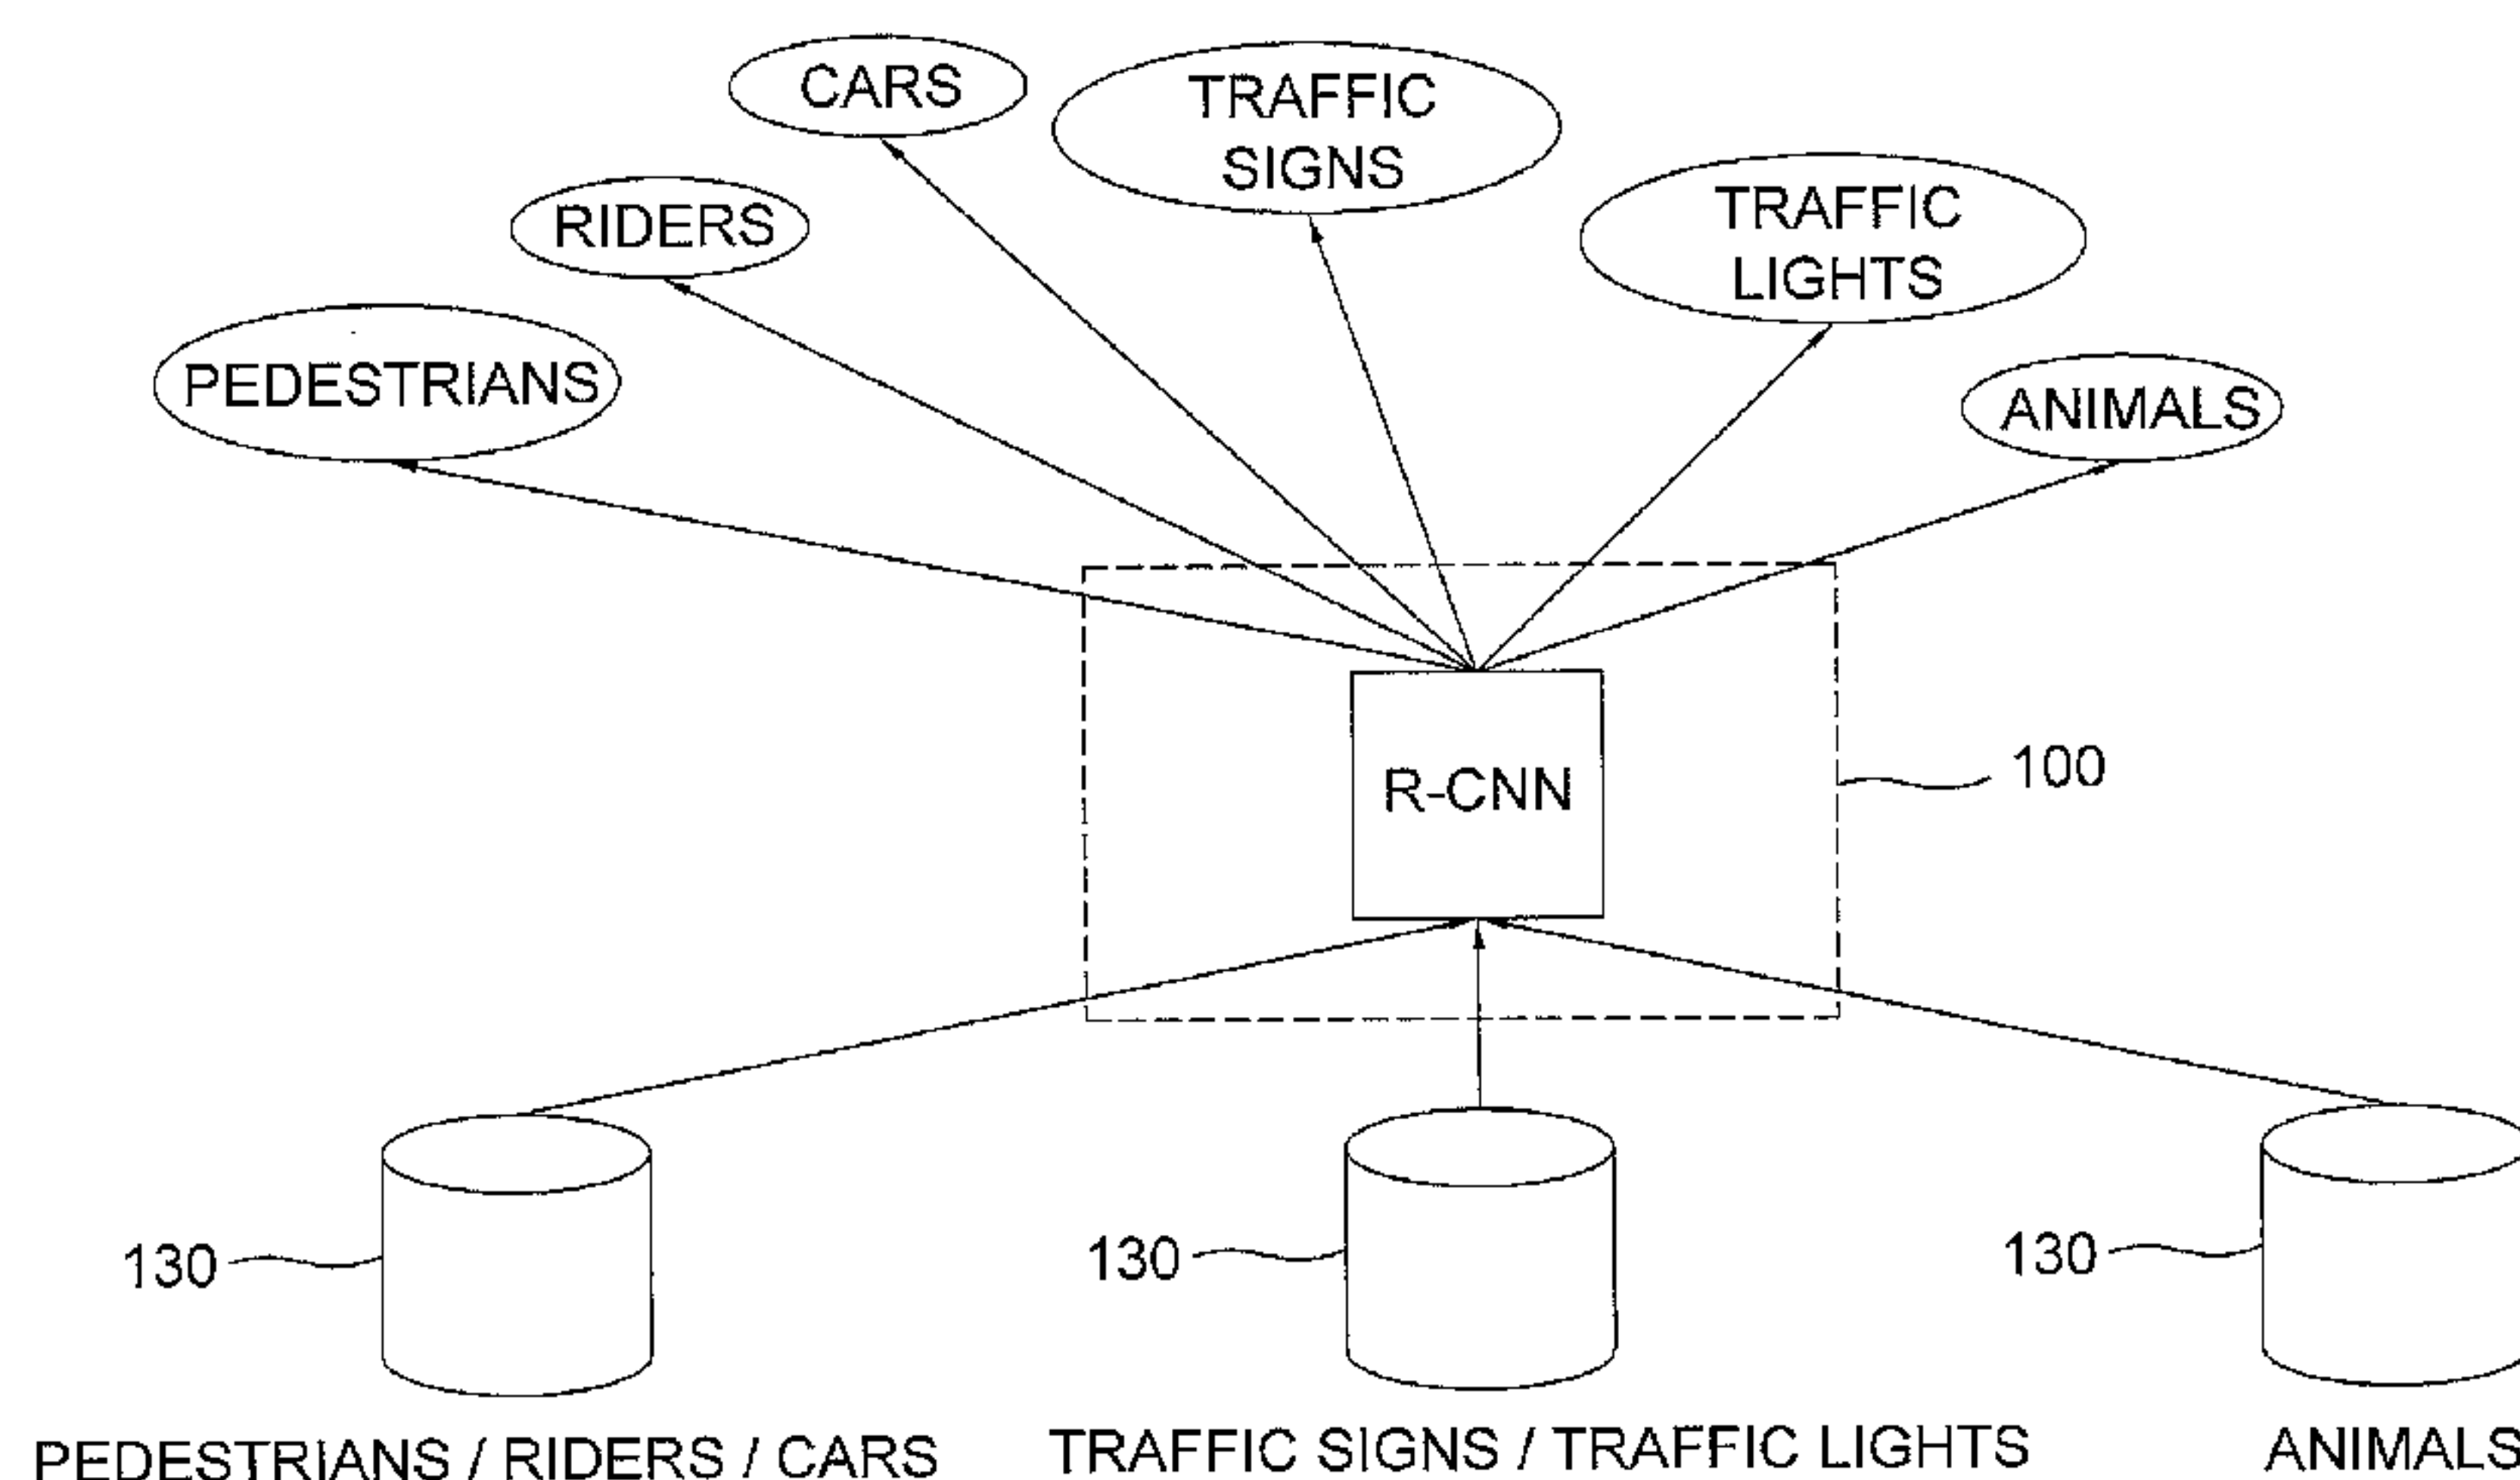 CARS
TRAFFIC
SIGNS
RIDERS
TRAFFIC
LIGHTS
PEDESTRIANS
ANIMALS
R-CNN
100
130
130
130
PEDESTRIANS / RIDERS / CARS
TRAFFIC SIGNS / TRAFFIC LIGHTS
ANIMALS